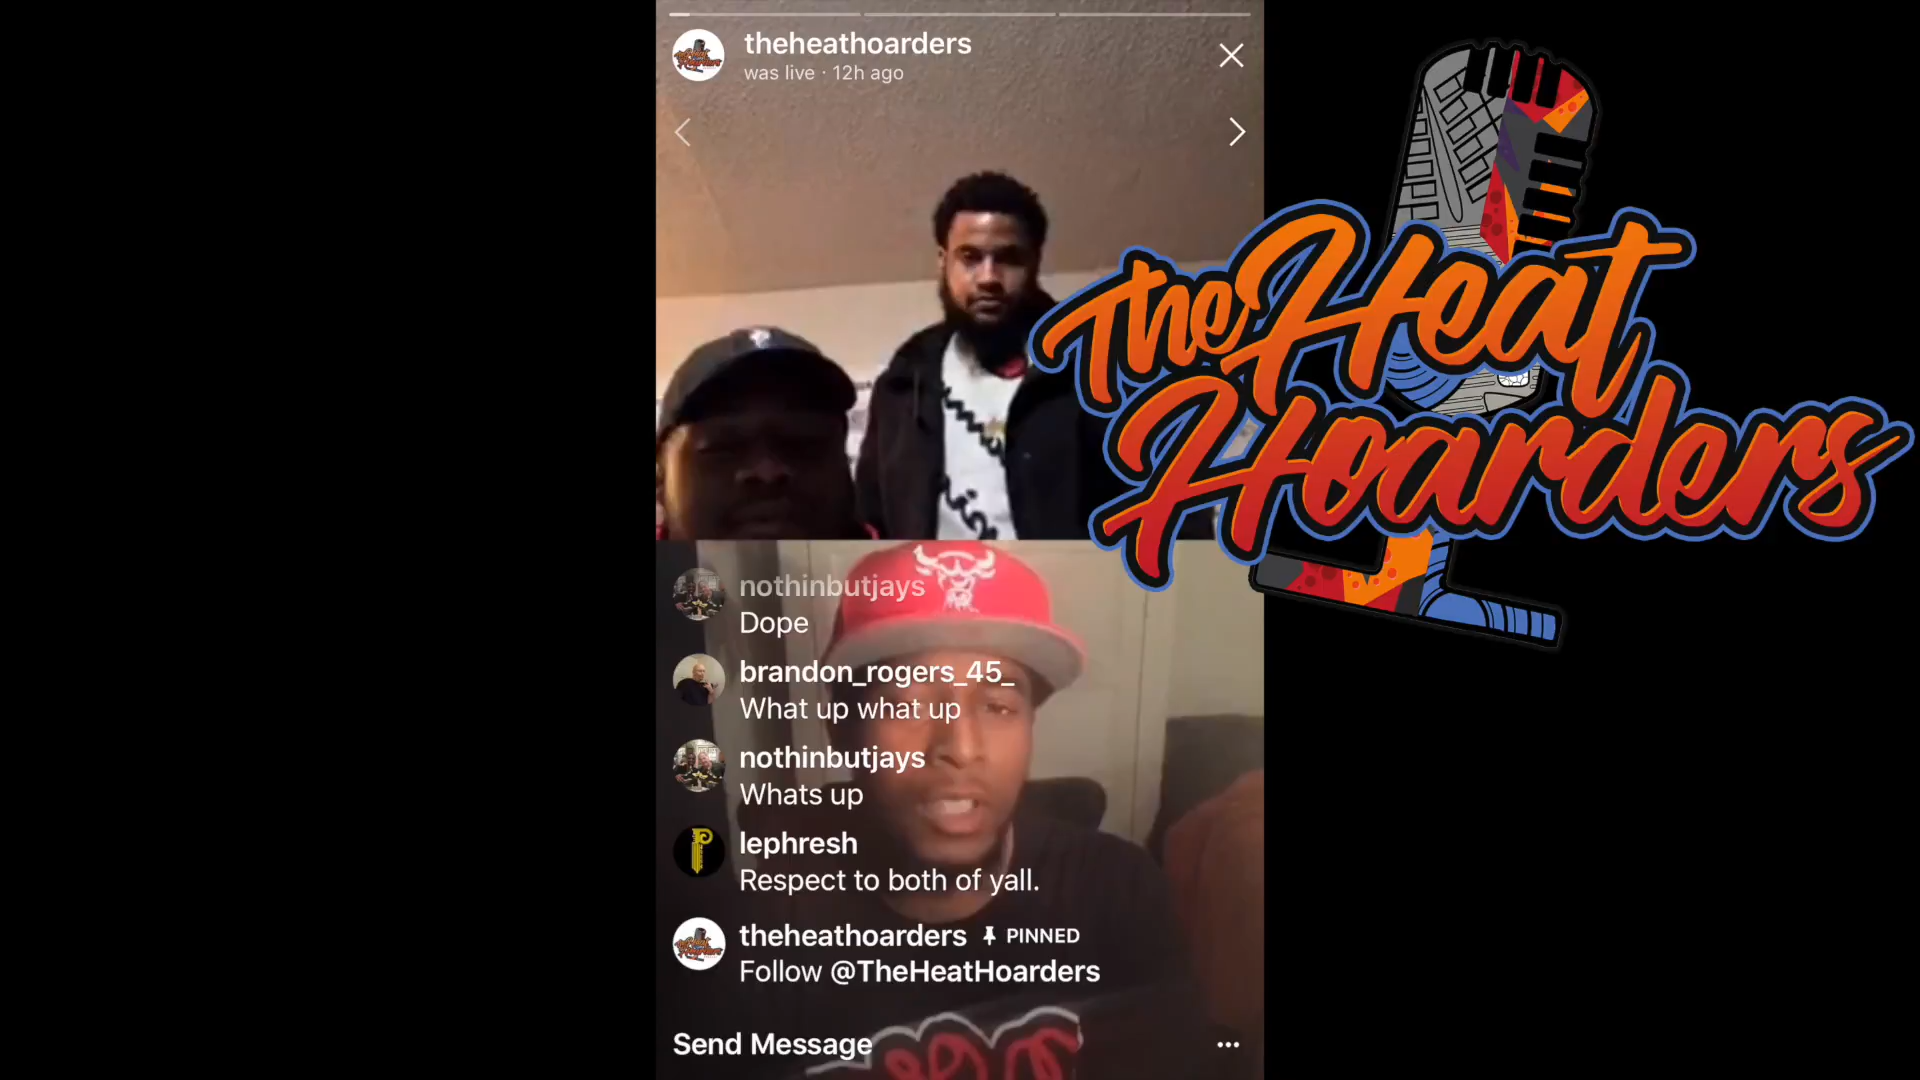 theheathoarders
was live · 12h ago
The Heat
Hoarders
nothinbutjays
Dope
brandon_rogers_45_
What up what up
nothinbutjays
Whats up
lephresh
Respect to both of yall.
theheathoarders PINNED
Follow @TheHeatHoarders
Send Message